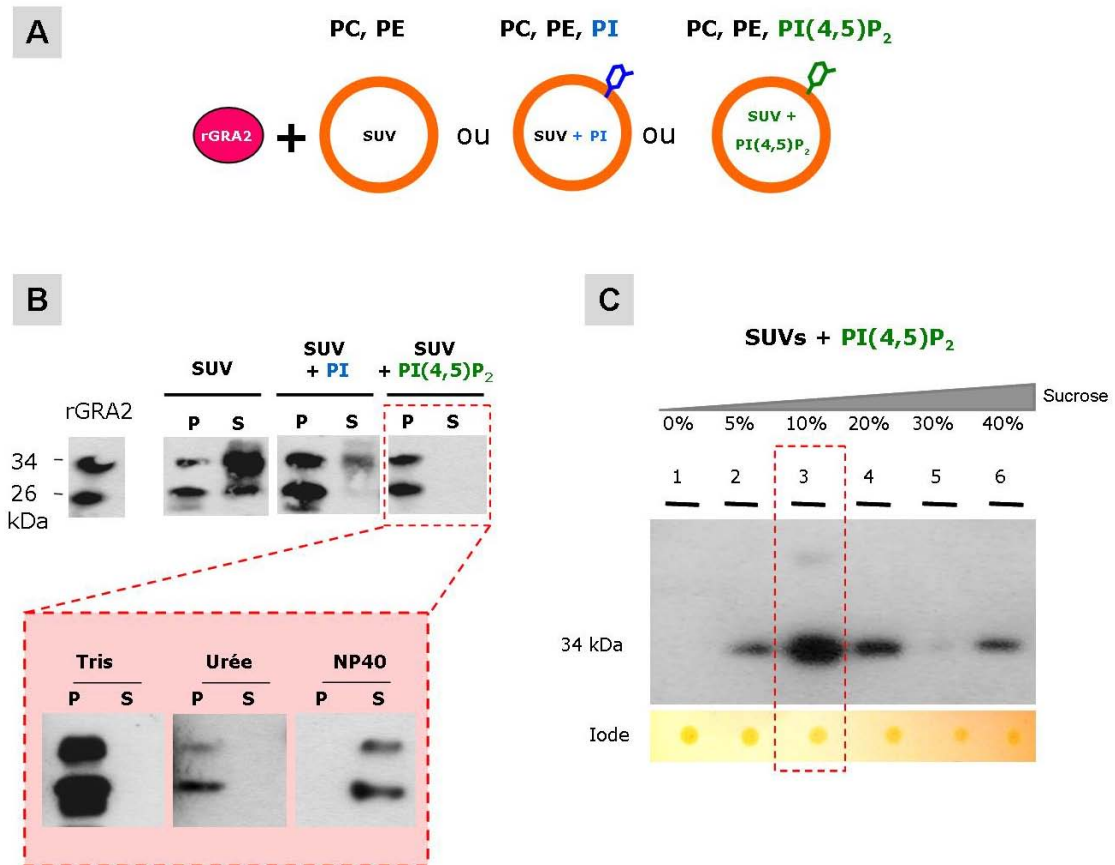 A
PC, PE
PC, PE, PI
PC, PE, PI(4,5)P2
rGRA2
+
SUV
ou
SUV + PI
ou
SUV +
PI(4,5)P2
B
SUV
SUV
+ PI
SUV
+ PI(4,5)P2
rGRA2
P S P S P S
34
26
kDa
Tris Urée NP40
P S P S P S
C
SUVs + PI(4,5)P2
Sucrose
0% 5% 10% 20% 30% 40%
1 2 3 4 5 6
34 kDa
Iode